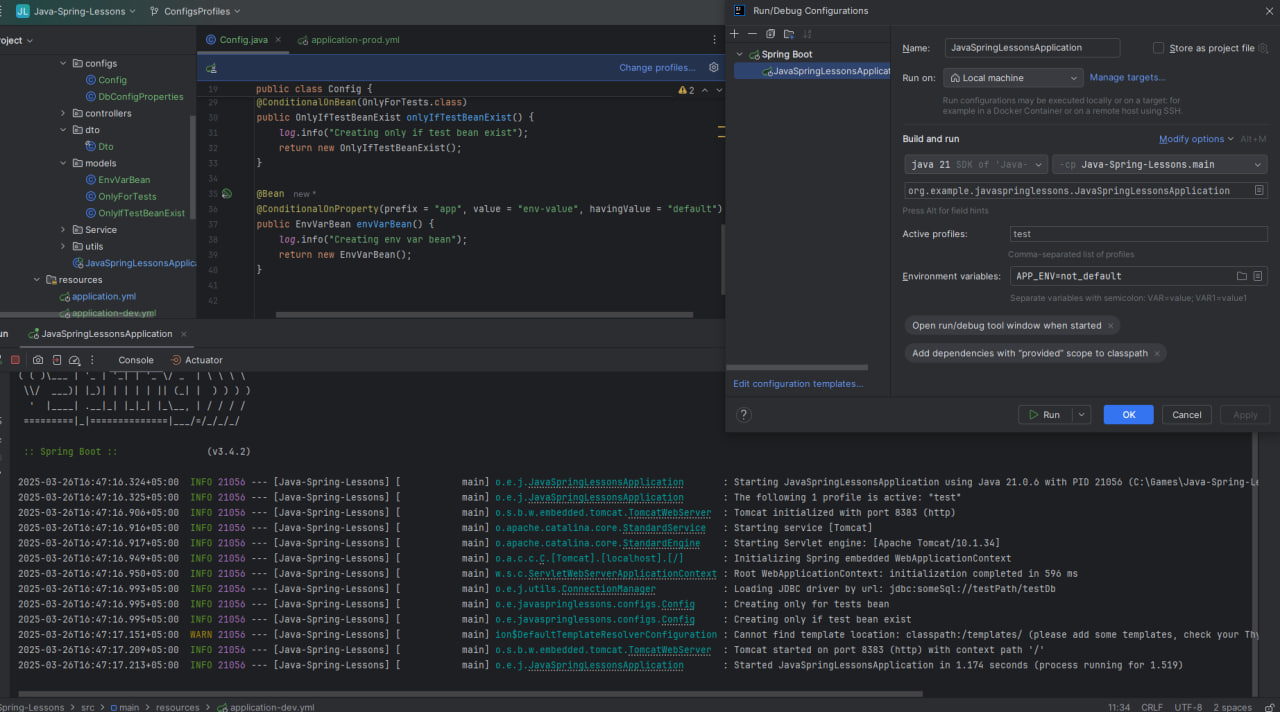 JL Java-Spring-Lessons
ConfigsProfiles
Run/Debug Configurations
roject
configs
Config
DbConfigProperties
controllers
dto
Dto
models
EnvVarBean
OnlyForTests
OnlyIfTestBeanExist
Service
utils
JavaSpringLessonsApplic
resources
application.yml
application-dev.yml
Config.java
application-prod.yml
Change profiles...
19 public class Config {
2
29 @ConditionalOnBean(OnlyForTests.class)
30 public OnlyIfTestBeanExist onlyIfTestBeanExist() {
31 log.info("Creating only if test bean exist");
32 return new OnlyIfTestBeanExist();
33 }
34
35 @Bean new *
36 @ConditionalOnProperty(prefix = "app", value = "env-value", havingValue = "default")
37 public EnvVarBean envVarBean() {
38 log.info("Creating env var bean");
39 return new EnvVarBean();
40 }
41
42
Spring Boot
JavaSpringLessonsApplicat
Edit configuration templates...
Name: JavaSpringLessonsApplication
Store as project file
Run on: Local machine
Manage targets...
Run configurations may be executed locally or on a target: for
example in a Docker Container or on a remote host using SSH.
Build and run
Modify options Alt+M
java 21 SDK of 'Java-
-cp Java-Spring-Lessons.main
org.example.javaspringlessons.JavaSpringLessonsApplication
Press Alt for field hints
Active profiles: test
Comma-separated list of profiles
Environment variables: APP_ENV=not_default
Separate variables with semicolon: VAR=value; VAR1=value1
Open run/debug tool window when started
Add dependencies with “provided” scope to classpath
? Run OK Cancel Apply
un JavaSpringLessonsApplication
Console Actuator
( ( )\___ | '_ | '_| | '_ \/ _` | \ \ \ \
\\/ ___)| |_)| | | | | || (_| | ) ) ) )
' |____| .__|_| |_|_| |_\__, | / / / /
=========|_|==============|___/=/_/_/_/
:: Spring Boot :: (v3.4.2)
2025-03-26T16:47:16.324+05:00 INFO 21056 --- [Java-Spring-Lessons] [ main] o.e.j.JavaSpringLessonsApplication : Starting JavaSpringLessonsApplication using Java 21.0.6 with PID 21056 (C:\Games\Java-Spring-Le
2025-03-26T16:47:16.325+05:00 INFO 21056 --- [Java-Spring-Lessons] [ main] o.e.j.JavaSpringLessonsApplication : The following 1 profile is active: "test"
2025-03-26T16:47:16.906+05:00 INFO 21056 --- [Java-Spring-Lessons] [ main] o.s.b.w.embedded.tomcat.TomcatWebServer : Tomcat initialized with port 8383 (http)
2025-03-26T16:47:16.916+05:00 INFO 21056 --- [Java-Spring-Lessons] [ main] o.apache.catalina.core.StandardService : Starting service [Tomcat]
2025-03-26T16:47:16.917+05:00 INFO 21056 --- [Java-Spring-Lessons] [ main] o.apache.catalina.core.StandardEngine : Starting Servlet engine: [Apache Tomcat/10.1.34]
2025-03-26T16:47:16.949+05:00 INFO 21056 --- [Java-Spring-Lessons] [ main] o.a.c.c.C.[Tomcat].[localhost].[/] : Initializing Spring embedded WebApplicationContext
2025-03-26T16:47:16.950+05:00 INFO 21056 --- [Java-Spring-Lessons] [ main] w.s.c.ServletWebServerApplicationContext : Root WebApplicationContext: initialization completed in 596 ms
2025-03-26T16:47:16.993+05:00 INFO 21056 --- [Java-Spring-Lessons] [ main] o.e.j.utils.ConnectionManager : Loading JDBC driver by url: jdbc:someSql://testPath/testDb
2025-03-26T16:47:16.995+05:00 INFO 21056 --- [Java-Spring-Lessons] [ main] o.e.javaspringlessons.configs.Config : Creating only for tests bean
2025-03-26T16:47:16.995+05:00 INFO 21056 --- [Java-Spring-Lessons] [ main] o.e.javaspringlessons.configs.Config : Creating only if test bean exist
2025-03-26T16:47:17.151+05:00 WARN 21056 --- [Java-Spring-Lessons] [ main] ion$DefaultTemplateResolverConfiguration : Cannot find template location: classpath:/templates/ (please add some templates, check your Thy
2025-03-26T16:47:17.209+05:00 INFO 21056 --- [Java-Spring-Lessons] [ main] o.s.b.w.embedded.tomcat.TomcatWebServer : Tomcat started on port 8383 (http) with context path '/'
2025-03-26T16:47:17.213+05:00 INFO 21056 --- [Java-Spring-Lessons] [ main] o.e.j.JavaSpringLessonsApplication : Started JavaSpringLessonsApplication in 1.174 seconds (process running for 1.519)
Spring-Lessons > src > main > resources > application-dev.yml
11:34 CRLF UTF-8 2 spaces